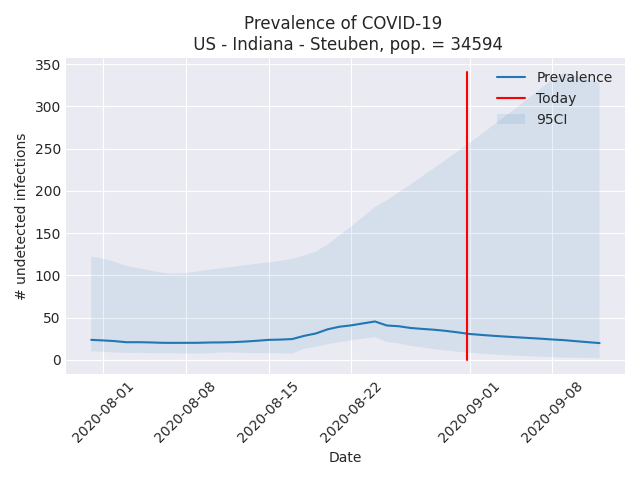 Prevalence of COVID-19
US - Indiana - Steuben, pop. = 34594
350
300
250
200
150
100
50
0
# undetected infections
Prevalence
Today
95CI
2020-08-01
2020-08-08
2020-08-15
2020-08-22
2020-09-01
2020-09-08
Date